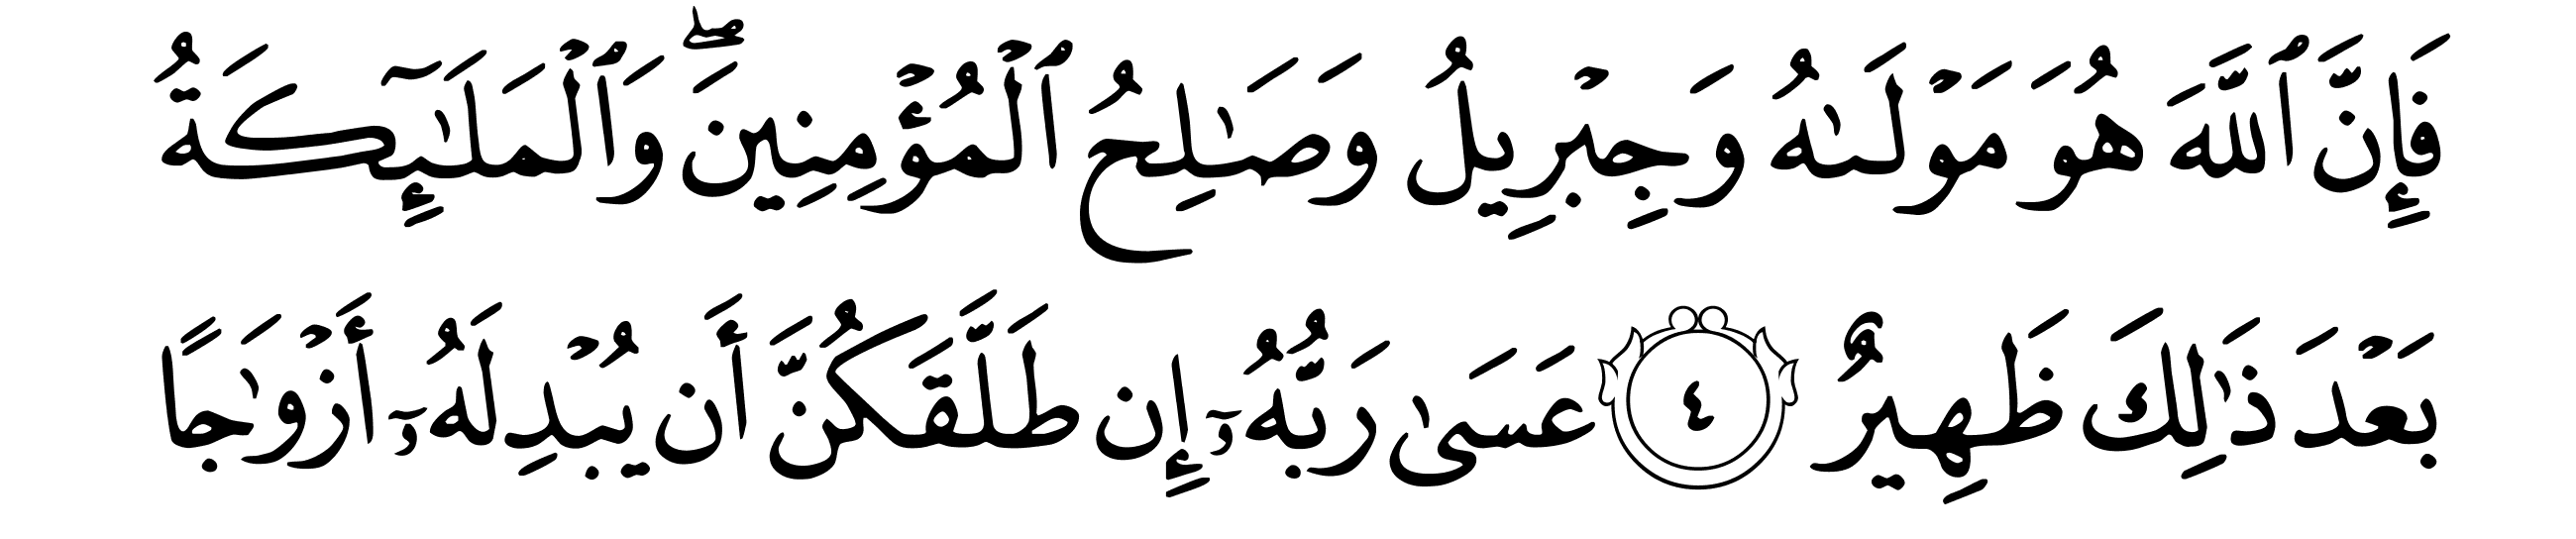 فَإِنَّ ٱللَّهَ هُوَ مَوْلَىٰهُ وَجِبْرِيلُ وَصَـٰلِحُ ٱلْمُؤْمِنِينَ ۖ وَٱلْمَلَـٰٓئِكَةُ
بَعْدَ ذَٰلِكَ ظَهِيرٌ ٤ عَسَىٰ رَبُّهُۥٓ إِن طَلَّقَكُنَّ أَن يُبْدِلَهُۥٓ أَزْوَٰجًا